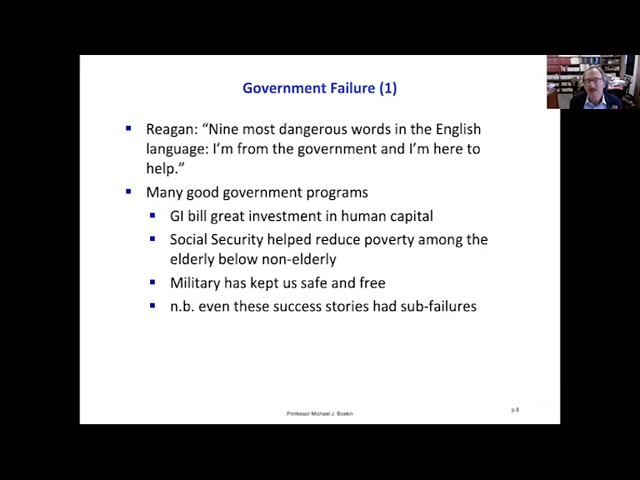 Government Failure (1)
▪ Reagan: “Nine most dangerous words in the English
language: I’m from the government and I’m here to
help.”
▪ Many good government programs
▪ GI bill great investment in human capital
▪ Social Security helped reduce poverty among the
elderly below non-elderly
▪ Military has kept us safe and free
▪ n.b. even these success stories had sub-failures
Professor Michael J. Boskin
p.8